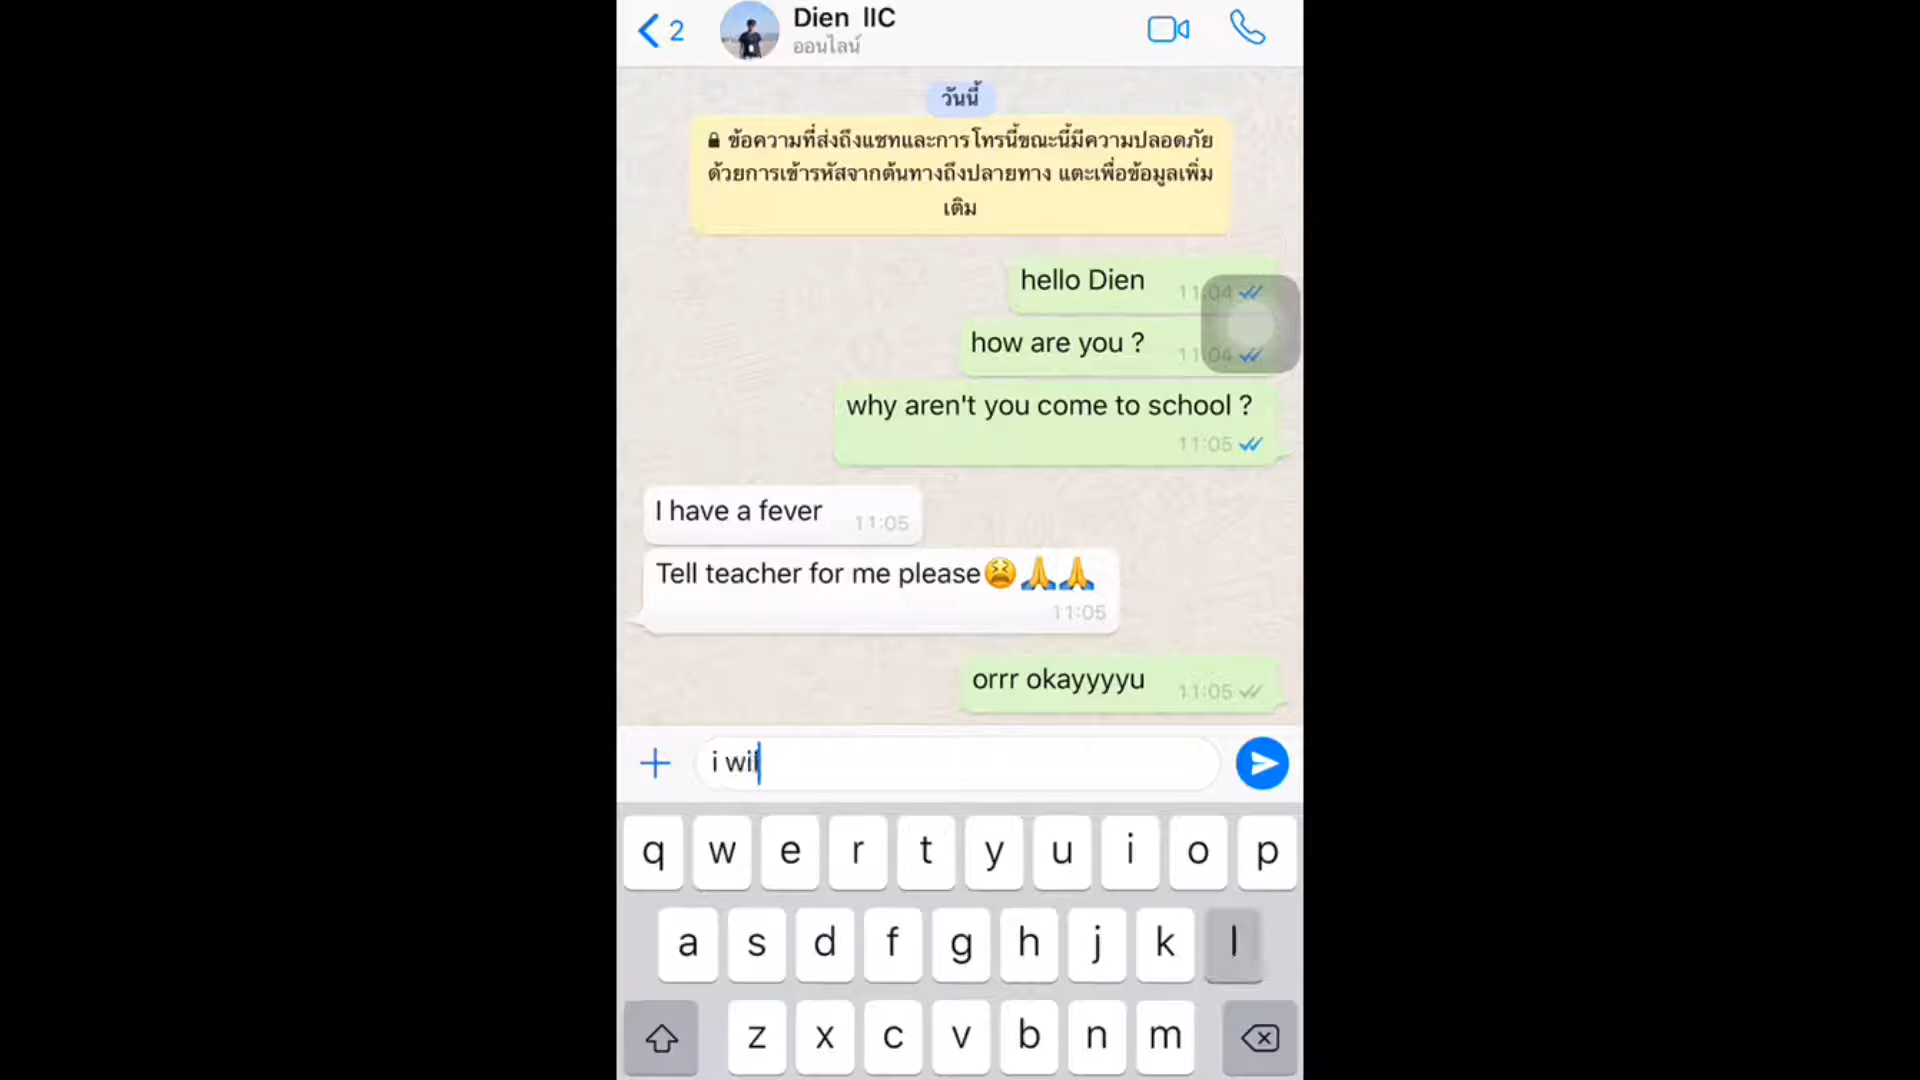 2
Dien IIC
ออนไลน์
วันนี้
ข้อความที่ส่งถึงแชทและการโทรนี้ขณะนี้มีความปลอดภัย
ด้วยการเข้ารหัสจากต้นทางถึงปลายทาง แตะเพื่อข้อมูลเพิ่ม
เติม
hello Dien 11:04
how are you ? 11:04
why aren't you come to school ?
11:05
I have a fever 11:05
Tell teacher for me please😫🙏🙏
11:05
orrr okayyyyu 11:05
i wil
q w e r t y u i o p
a s d f g h j k l
z x c v b n m